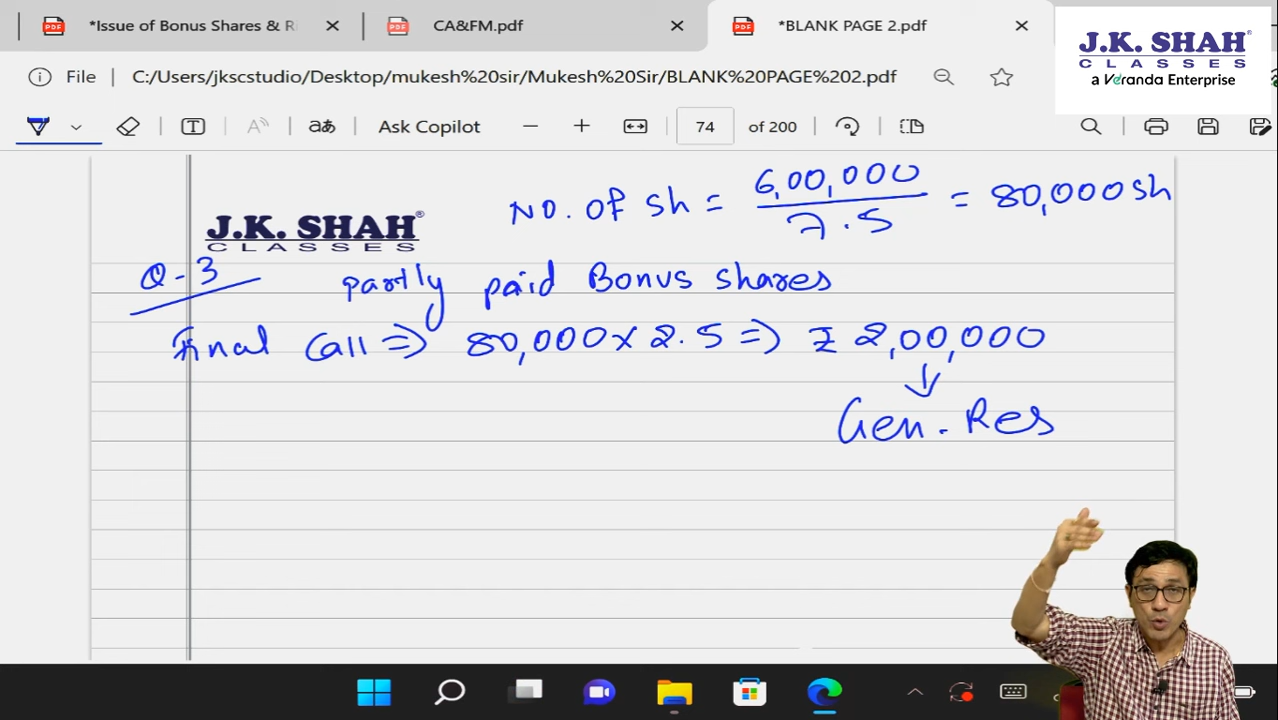 *Issue of Bonus Shares & Ri
CA&FM.pdf
*BLANK PAGE 2.pdf
J.K. SHAH®
CLASSES
a Veranda Enterprise
File
C:/Users/jkscstudio/Desktop/mukesh%20sir/Mukesh%20Sir/BLANK%20PAGE%202.pdf
Ask Copilot
74 of 200
No. of sh = 6,00,000 / 7.5 = 80,000 sh
J.K. SHAH®
CLASSES
Q-3 partly paid Bonus shares
Final Call => 80,000 x 2.5 => ₹ 2,00,000
↓
Gen. Res